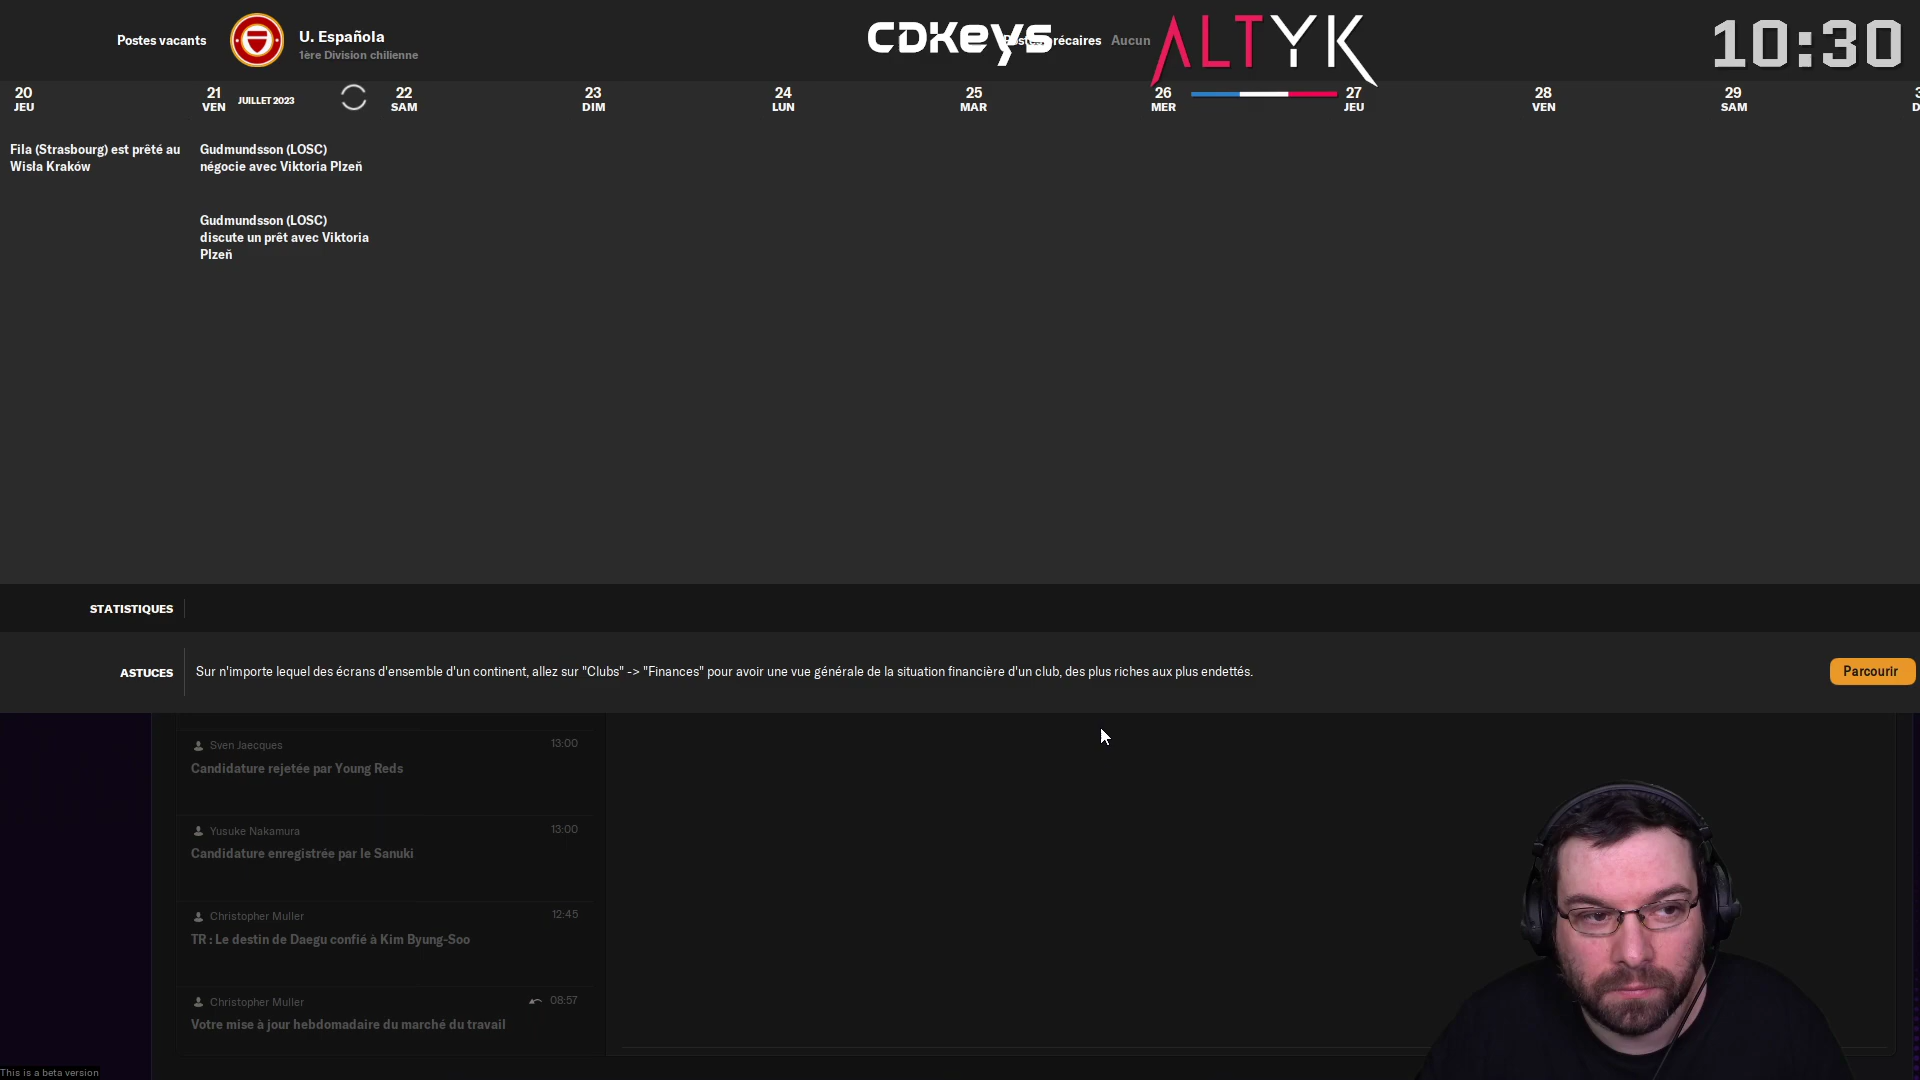 Postes vacants
U. Española
1ère Division chilienne
CDKeys
récaires Aucun
ALTYK
10:30
20
JEU
21
VEN
JUILLET 2023
22
SAM
23
DIM
24
LUN
25
MAR
26
MER
27
JEU
28
VEN
29
SAM
Fila (Strasbourg) est prêté au
Wisla Kraków
Gudmundsson (LOSC)
négocie avec Viktoria Plzeň
Gudmundsson (LOSC)
discute un prêt avec Viktoria
Plzeň
STATISTIQUES
ASTUCES
Sur n'importe lequel des écrans d'ensemble d'un continent, allez sur "Clubs" -> "Finances" pour avoir une vue générale de la situation financière d'un club, des plus riches aux plus endettés.
Parcourir
Sven Jaecques 13:00
Candidature rejetée par Young Reds
Yusuke Nakamura 13:00
Candidature enregistrée par le Sanuki
Christopher Muller 12:45
TR : Le destin de Daegu confié à Kim Byung-Soo
Christopher Muller 08:57
Votre mise à jour hebdomadaire du marché du travail
This is a beta version